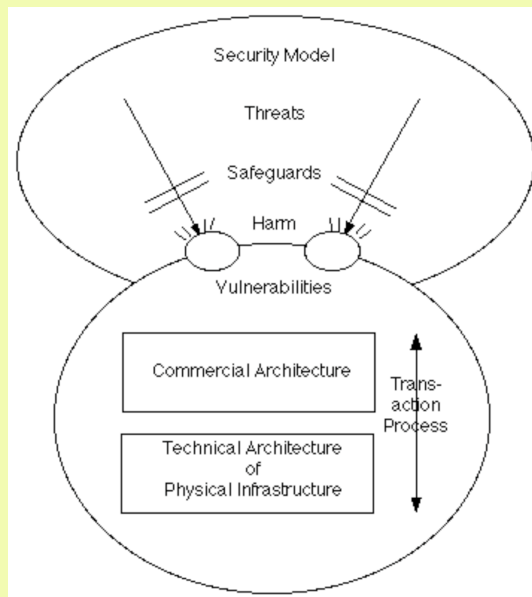 Security Model
Threats
Safeguards
Harm
Vulnerabilities
Commercial Architecture
Trans-
action
Process
Technical Architecture
of
Physical Infrastructure